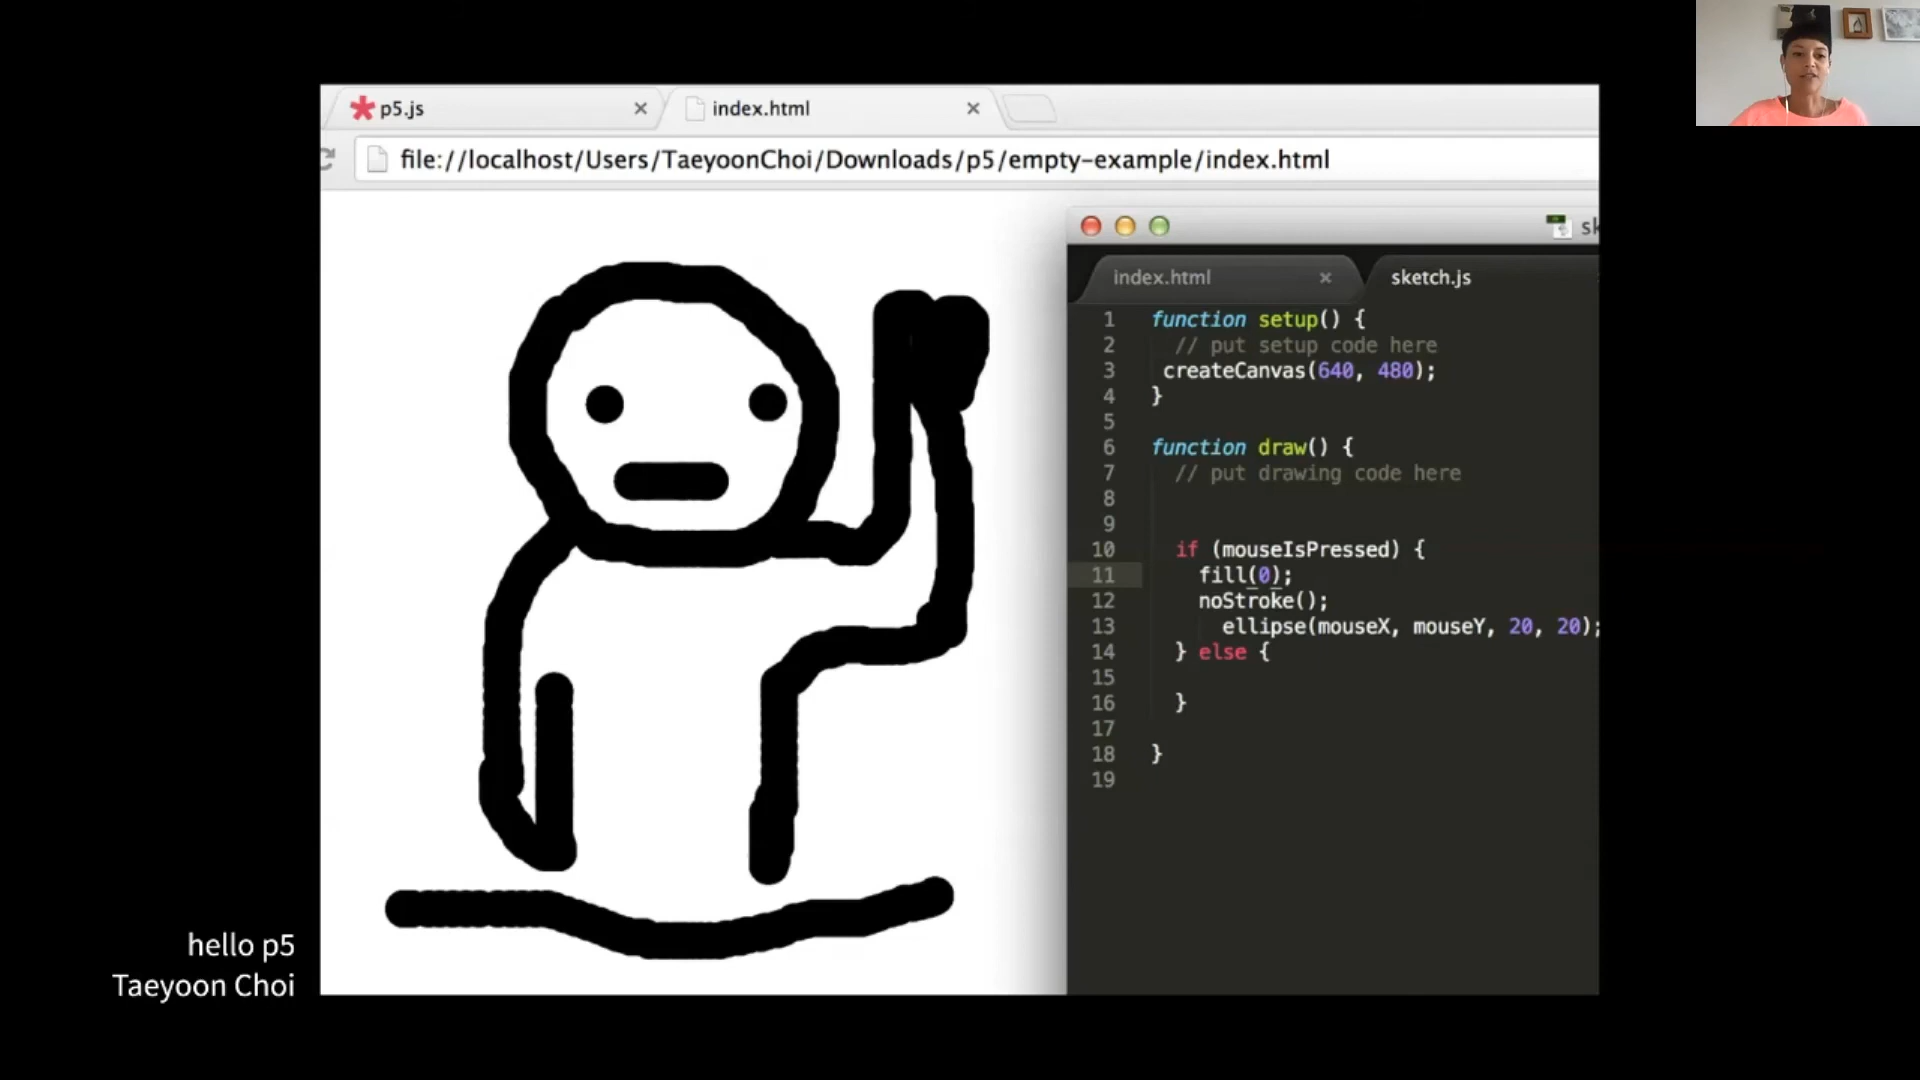 p5.js
index.html
file://localhost/Users/TaeyoonChoi/Downloads/p5/empty-example/index.html
index.html
sketch.js
1 function setup() {
2 // put setup code here
3 createCanvas(640, 480);
4 }
5
6 function draw() {
7 // put drawing code here
8
9
10 if (mouseIsPressed) {
11 fill(0);
12 noStroke();
13 ellipse(mouseX, mouseY, 20, 20);
14 } else {
15
16 }
17
18 }
19
hello p5
Taeyoon Choi